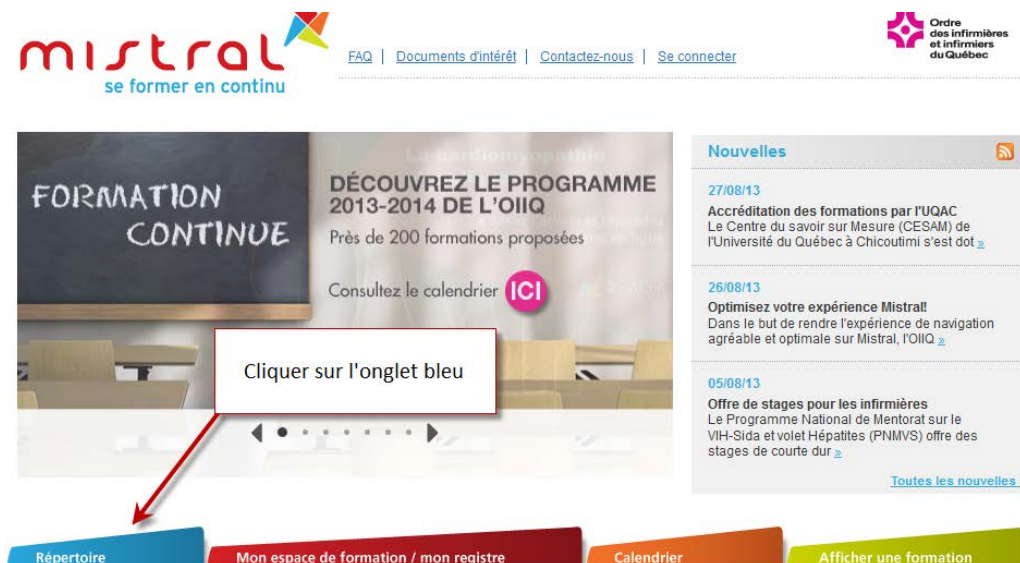 mistral
se former en continu
FAQ | Documents d'intérêt | Contactez-nous | Se connecter
Ordre
des infirmières
et infirmiers
du Québec
FORMATION
CONTINUE
La cardiomyopathie
DÉCOUVREZ LE PROGRAMME
2013-2014 DE L'OIIQ
Près de 200 formations proposées
Consultez le calendrier ICI
Cliquer sur l'onglet bleu
Nouvelles
27/08/13
Accréditation des formations par l'UQAC
Le Centre du savoir sur Mesure (CESAM) de
l'Université du Québec à Chicoutimi s'est dot »
26/08/13
Optimisez votre expérience Mistral!
Dans le but de rendre l'expérience de navigation
agréable et optimale sur Mistral, l'OIIQ »
05/08/13
Offre de stages pour les infirmières
Le Programme National de Mentorat sur le
VIH-Sida et volet Hépatites (PNMVS) offre des
stages de courte dur »
Toutes les nouvelles
Répertoire
Mon espace de formation / mon registre
Calendrier
Afficher une formation